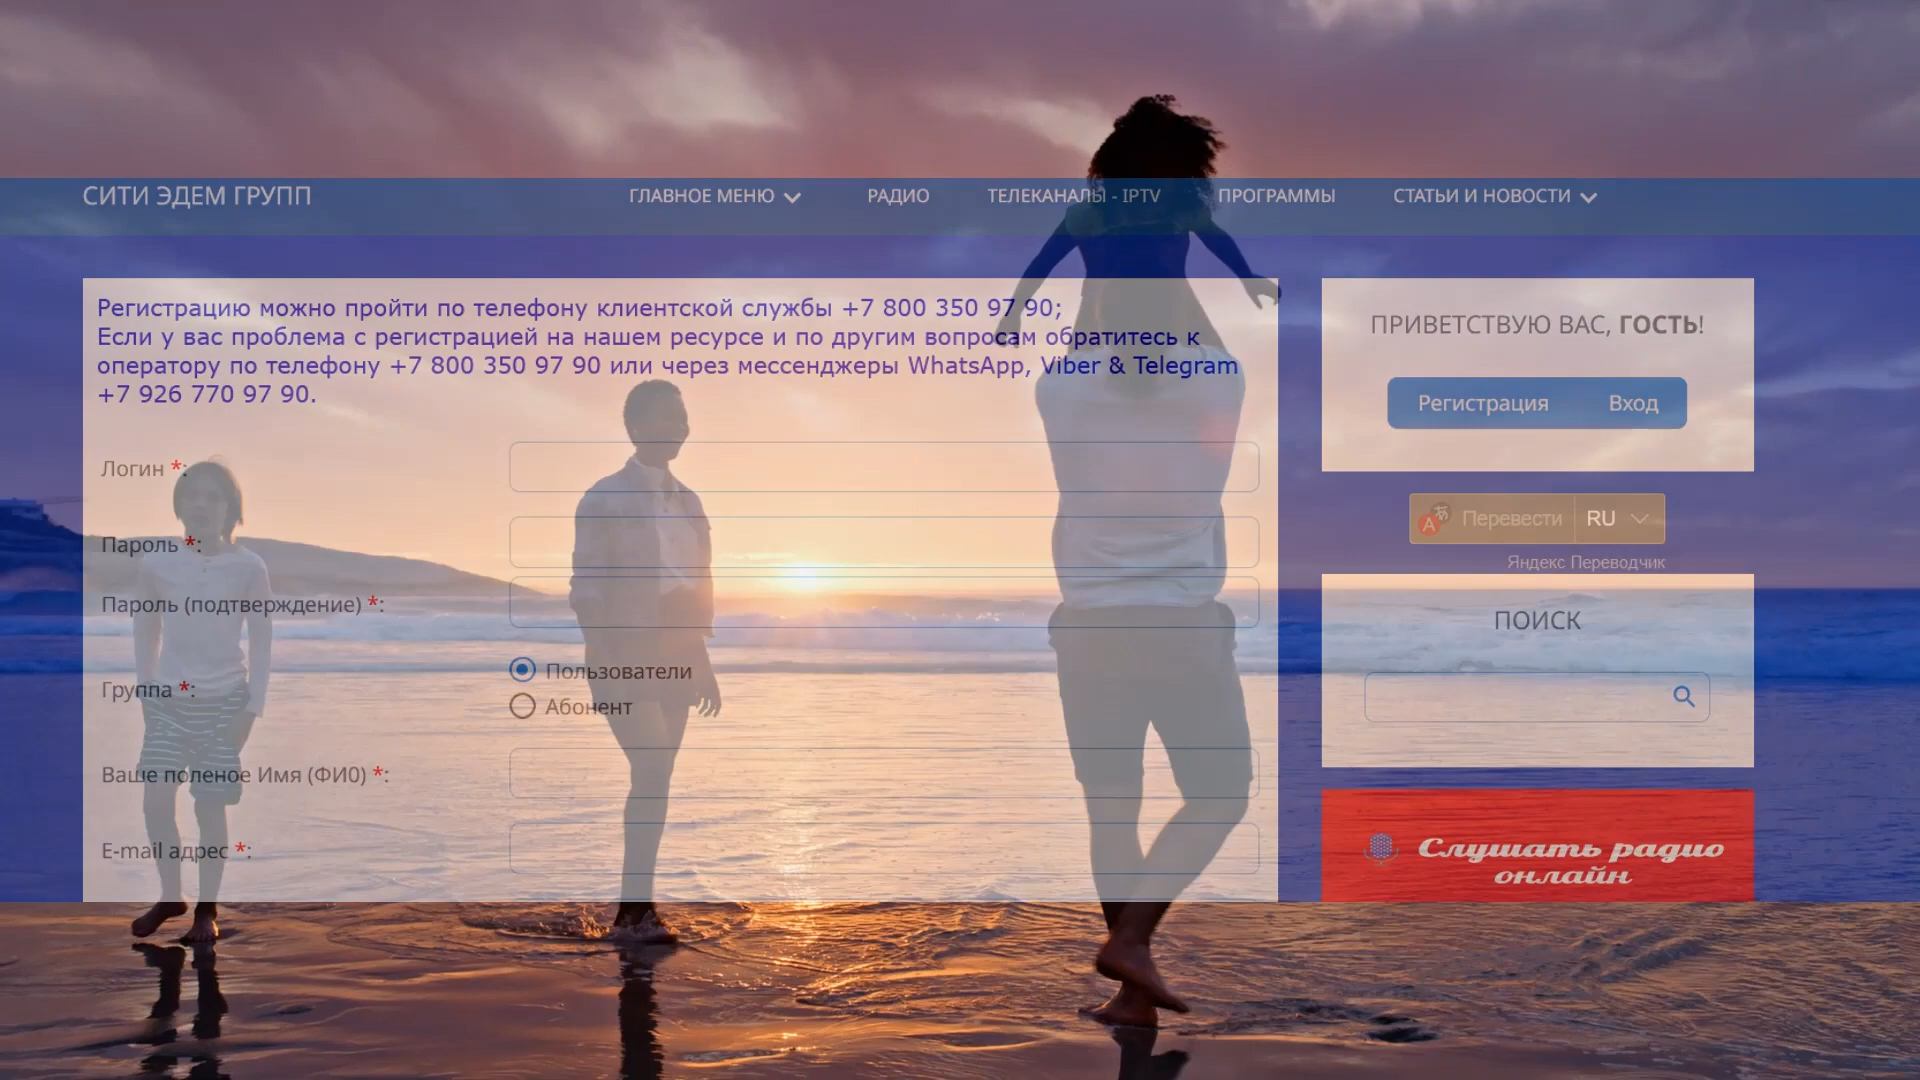 СИТИ ЭДЕМ ГРУПП
ГЛАВНОЕ МЕНЮ
РАДИО
ТЕЛЕКАНАЛЫ - IPTV
ПРОГРАММЫ
СТАТЬИ И НОВОСТИ
Регистрацию можно пройти по телефону клиентской службы +7 800 350 97 90;
Если у вас проблема с регистрацией на нашем ресурсе и по другим вопросам обратитесь к
оператору по телефону +7 800 350 97 90 или через мессенджеры WhatsApp, Viber & Telegram
+7 926 770 97 90.
Логин *:
Пароль *:
Пароль (подтверждение) *:
Группа *:
Пользователи
Абонент
Ваше поленое Имя (ФИ0) *:
E-mail адрес *:
ПРИВЕТСТВУЮ ВАС, ГОСТЬ!
Регистрация
Вход
Перевести
RU
Яндекс Переводчик
ПОИСК
Слушать радио
онлайн